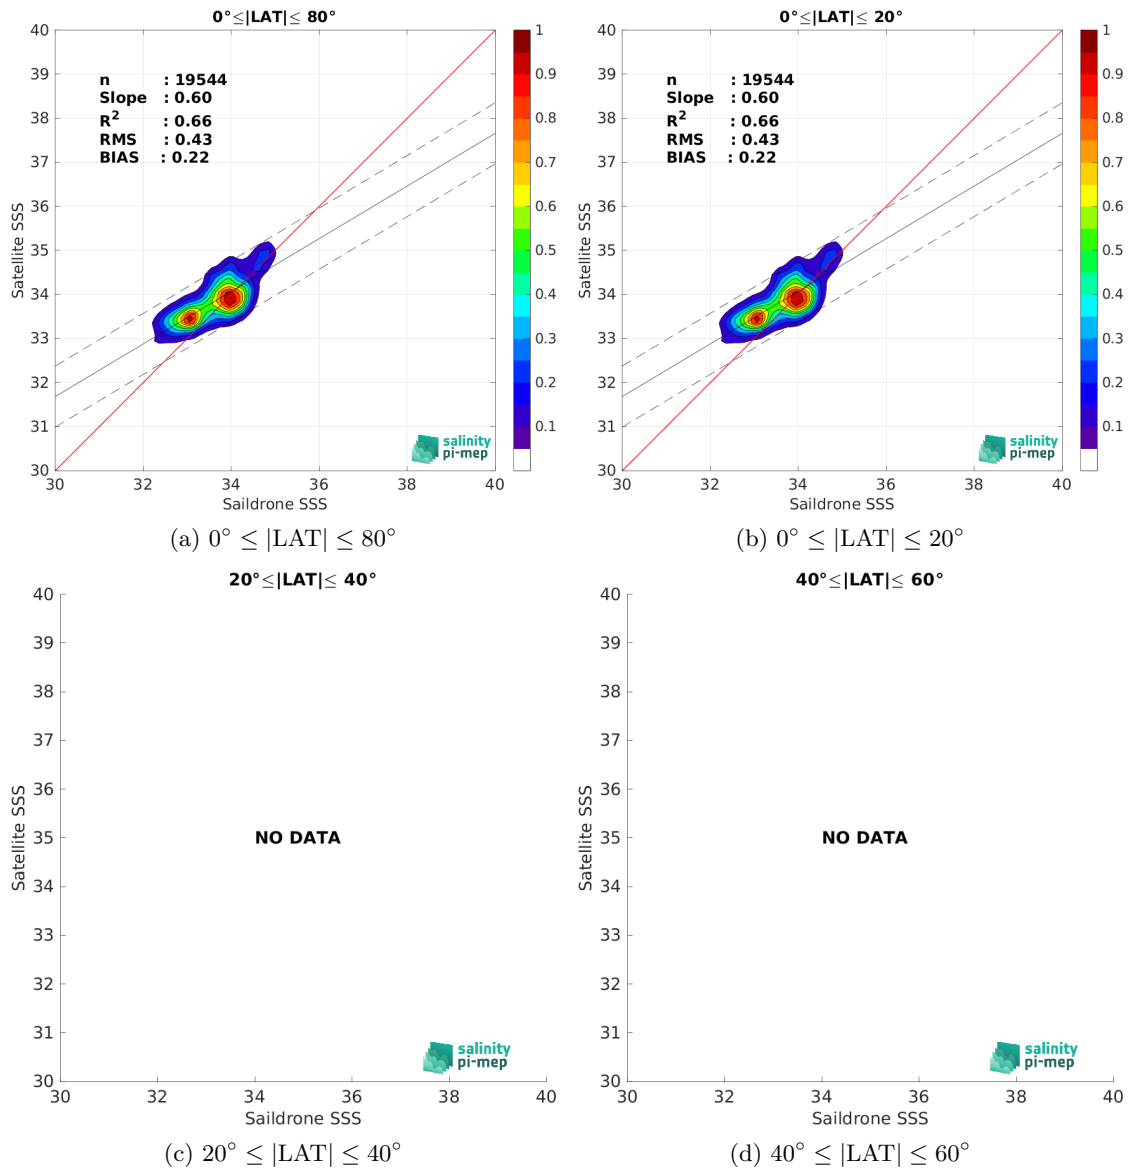 0°≤|LAT|≤ 80°
40
39
38
37
36
35
34
33
32
31
30
Satellite SSS
n : 19544
Slope : 0.60
R2 : 0.66
RMS : 0.43
BIAS : 0.22
1
0.9
0.8
0.7
0.6
0.5
0.4
0.3
0.2
0.1
salinity
pi-mep
30 32 34 36 38 40
Saildrone SSS
(a) 0° ≤ |LAT| ≤ 80°
0°≤|LAT|≤ 20°
40
39
38
37
36
35
34
33
32
31
30
Satellite SSS
n : 19544
Slope : 0.60
R2 : 0.66
RMS : 0.43
BIAS : 0.22
1
0.9
0.8
0.7
0.6
0.5
0.4
0.3
0.2
0.1
salinity
pi-mep
30 32 34 36 38 40
Saildrone SSS
(b) 0° ≤ |LAT| ≤ 20°
20°≤|LAT|≤ 40°
40
39
38
37
36
35
34
33
32
31
30
Satellite SSS
NO DATA
salinity
pi-mep
30 32 34 36 38 40
Saildrone SSS
(c) 20° ≤ |LAT| ≤ 40°
40°≤|LAT|≤ 60°
40
39
38
37
36
35
34
33
32
31
30
Satellite SSS
NO DATA
salinity
pi-mep
30 32 34 36 38 40
Saildrone SSS
(d) 40° ≤ |LAT| ≤ 60°